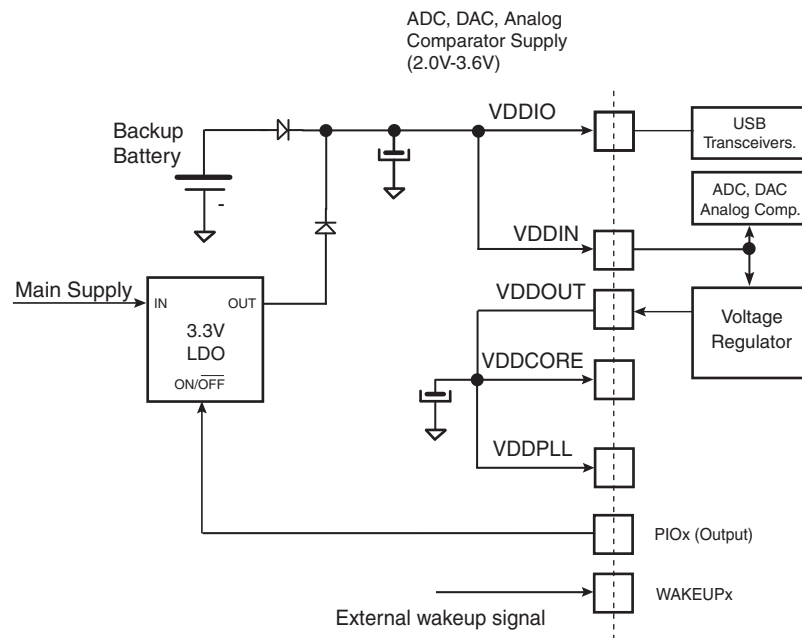 ADC, DAC, Analog
Comparator Supply
(2.0V-3.6V)
VDDIO
USB
Transceivers.
Backup
Battery
-
ADC, DAC
Analog Comp.
VDDIN
Main Supply
IN
OUT
3.3V
LDO
ON/OFF
VDDOUT
Voltage
Regulator
VDDCORE
VDDPLL
PIOx (Output)
WAKEUPx
External wakeup signal